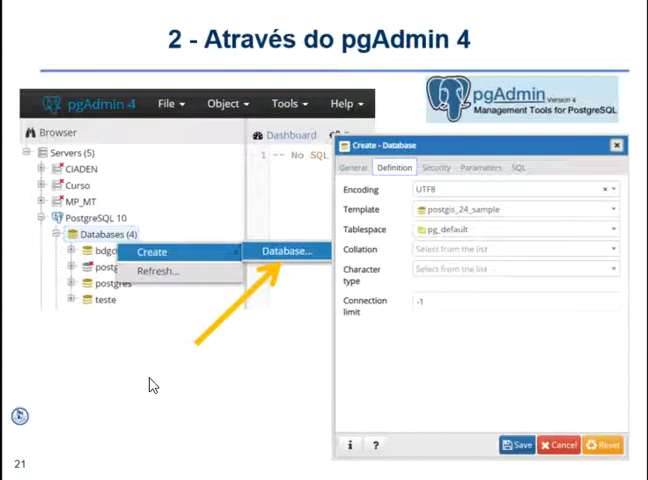 2 - Através do pgAdmin 4
pgAdmin 4 File Object Tools Help
pgAdmin Version 4
Management Tools for PostgreSQL
Browser
Dashboard
Servers (5)
1 -- No SQL
CIADEN
Curso
MP_MT
PostgreSQL 10
Databases (4)
bdgc
postg
postgres
teste
Create
Refresh...
Database...
Create - Database
General Definition Security Parameters SQL
Encoding UTF8
Template postgis_24_sample
Tablespace pg_default
Collation Select from the list
Character type Select from the list
Connection limit -1
i ? Save Cancel Reset
21